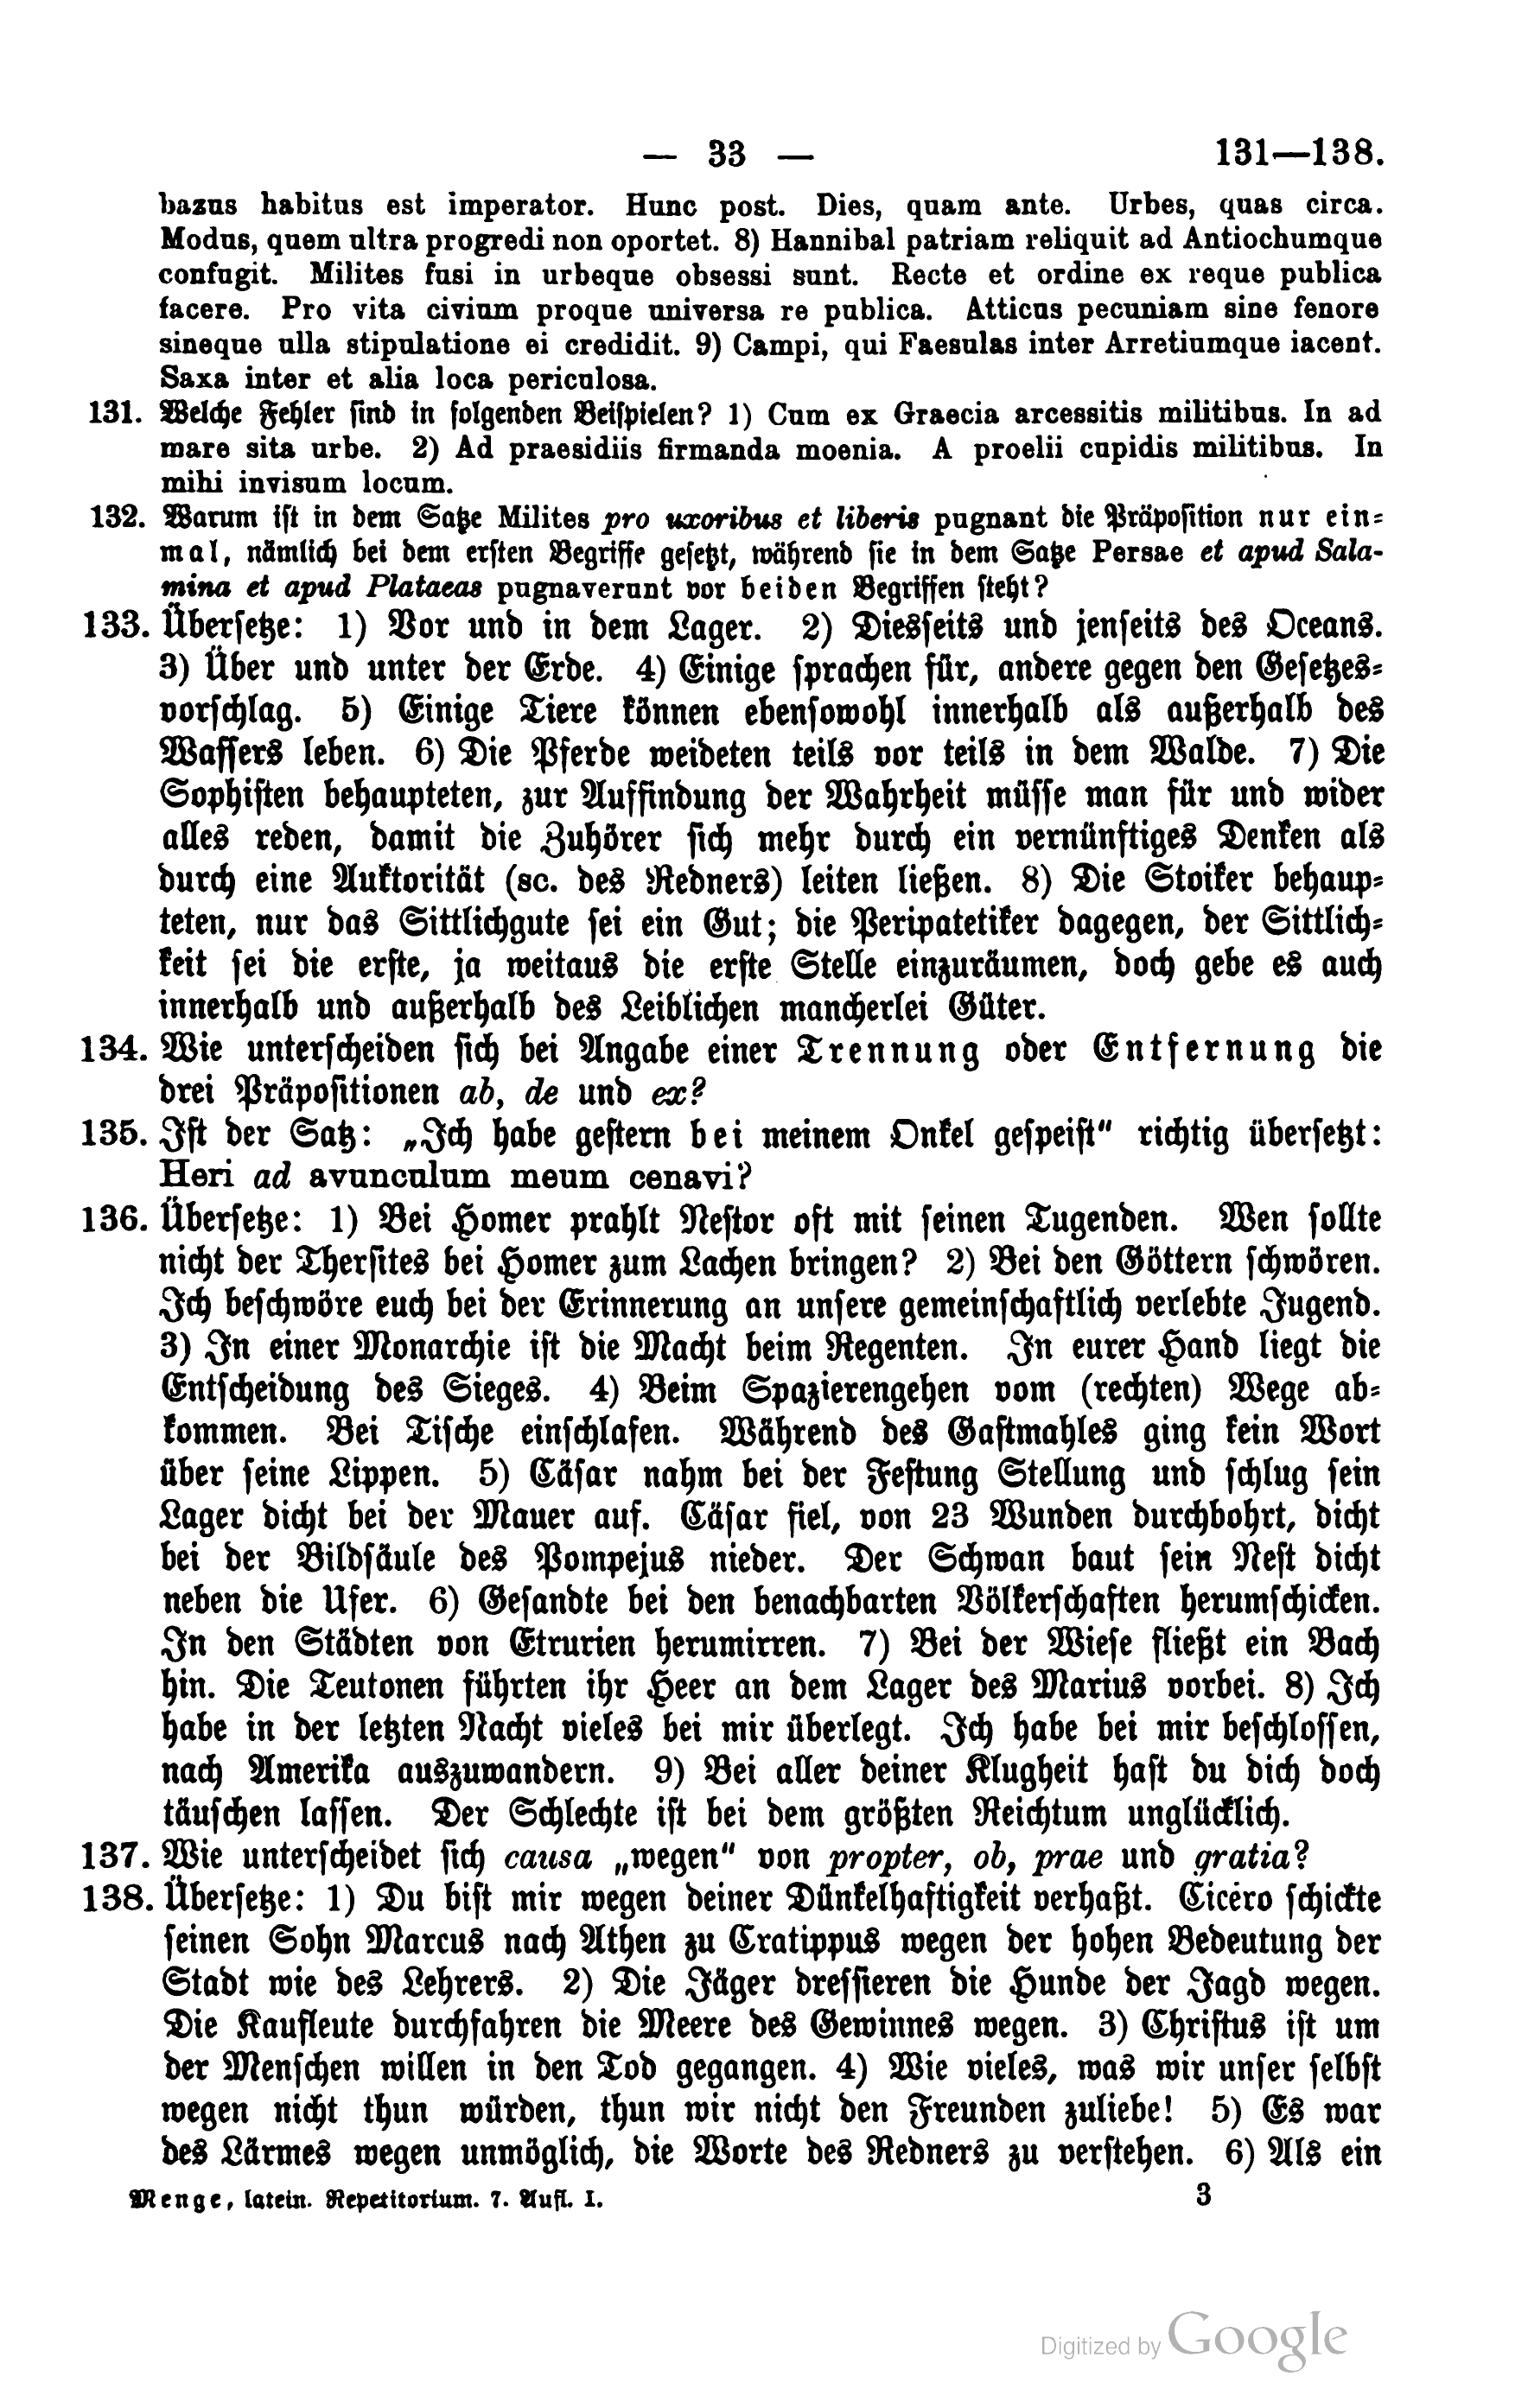 — 33 — 131—138.
bazus habitus est imperator. Hunc post. Dies, quam ante. Urbes, quas circa.
Modus, quem ultra progredi non oportet. 8) Hannibal patriam reliquit ad Antiochumque
confugit. Milites fusi in urbeque obsessi sunt. Recte et ordine ex reque publica
facere. Pro vita civium proque universa re publica. Atticus pecuniam sine fenore
sineque ulla stipulatione ei credidit. 9) Campi, qui Faesulas inter Arretiumque iacent.
Saxa inter et alia loca periculosa.
131. Welche Fehler ſind in folgenden Beiſpielen? 1) Cum ex Graecia arcessitis militibus. In ad
mare sita urbe. 2) Ad praesidiis firmanda moenia. A proelii cupidis militibus. In
mihi invisum locum.
132. Warum iſt in dem Satze Milites pro uxoribus et liberis pugnant die Präpoſition nur ein-
mal, nämlich bei dem erſten Begriffe geſetzt, während ſie in dem Satze Persae et apud Sala-
mina et apud Plataeas pugnaverunt vor beiden Begriffen ſteht?
133. Überſetze: 1) Vor und in dem Lager. 2) Diesſeits und jenſeits des Oceans.
3) Über und unter der Erde. 4) Einige ſprachen für, andere gegen den Geſetzes-
vorſchlag. 5) Einige Tiere können ebenſowohl innerhalb als außerhalb des
Waſſers leben. 6) Die Pferde weideten teils vor teils in dem Walde. 7) Die
Sophiſten behaupteten, zur Auffindung der Wahrheit müſſe man für und wider
alles reden, damit die Zuhörer ſich mehr durch ein vernünftiges Denken als
durch eine Auktorität (sc. des Redners) leiten ließen. 8) Die Stoiker behaup-
teten, nur das Sittlichgute ſei ein Gut; die Peripatetiker dagegen, der Sittlich-
keit ſei die erſte, ja weitaus die erſte Stelle einzuräumen, doch gebe es auch
innerhalb und außerhalb des Leiblichen mancherlei Güter.
134. Wie unterſcheiden ſich bei Angabe einer Trennung oder Entfernung die
drei Präpoſitionen ab, de und ex?
135. Iſt der Satz: „Ich habe geſtern bei meinem Onkel geſpeiſt“ richtig überſetzt:
Heri ad avunculum meum cenavi?
136. Überſetze: 1) Bei Homer prahlt Neſtor oft mit ſeinen Tugenden. Wen ſollte
nicht der Therſites bei Homer zum Lachen bringen? 2) Bei den Göttern ſchwören.
Ich beſchwöre euch bei der Erinnerung an unſere gemeinſchaftlich verlebte Jugend.
3) In einer Monarchie iſt die Macht beim Regenten. In eurer Hand liegt die
Entſcheidung des Sieges. 4) Beim Spazierengehen vom (rechten) Wege ab-
kommen. Bei Tiſche einſchlafen. Während des Gaſtmahles ging kein Wort
über ſeine Lippen. 5) Cäſar nahm bei der Feſtung Stellung und ſchlug ſein
Lager dicht bei der Mauer auf. Cäſar fiel, von 23 Wunden durchbohrt, dicht
bei der Bildſäule des Pompejus nieder. Der Schwan baut ſein Neſt dicht
neben die Ufer. 6) Geſandte bei den benachbarten Völkerſchaften herumſchicken.
In den Städten von Etrurien herumirren. 7) Bei der Wieſe fließt ein Bach
hin. Die Teutonen führten ihr Heer an dem Lager des Marius vorbei. 8) Ich
habe in der letzten Nacht vieles bei mir überlegt. Ich habe bei mir beſchloſſen,
nach Amerika auszuwandern. 9) Bei aller deiner Klugheit haſt du dich doch
täuſchen laſſen. Der Schlechte iſt bei dem größten Reichtum unglücklich.
137. Wie unterſcheidet ſich causa „wegen“ von propter, ob, prae und gratia?
138. Überſetze: 1) Du biſt mir wegen deiner Dünkelhaftigkeit verhaßt. Cicéro ſchickte
ſeinen Sohn Marcus nach Athen zu Cratippus wegen der hohen Bedeutung der
Stadt wie des Lehrers. 2) Die Jäger dreſſieren die Hunde der Jagd wegen.
Die Kaufleute durchfahren die Meere des Gewinnes wegen. 3) Chriſtus iſt um
der Menſchen willen in den Tod gegangen. 4) Wie vieles, was wir unſer ſelbſt
wegen nicht thun würden, thun wir nicht den Freunden zuliebe! 5) Es war
des Lärmes wegen unmöglich, die Worte des Redners zu verſtehen. 6) Als ein
Menge, latein. Repetitorium. 7. Aufl. I. 3
Digitized by Google